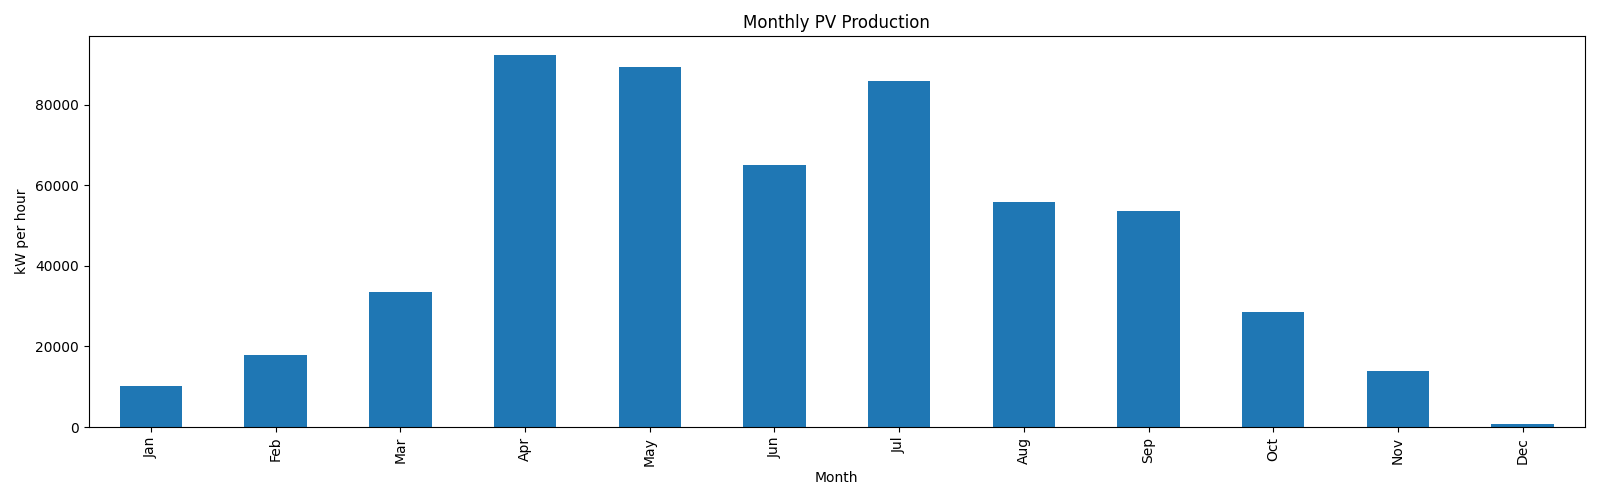 Monthly PV Production
kW per hour
80000
60000
40000
20000
0
Jan
Feb
Mar
Apr
May
Jun
Jul
Aug
Sep
Oct
Nov
Dec
Month